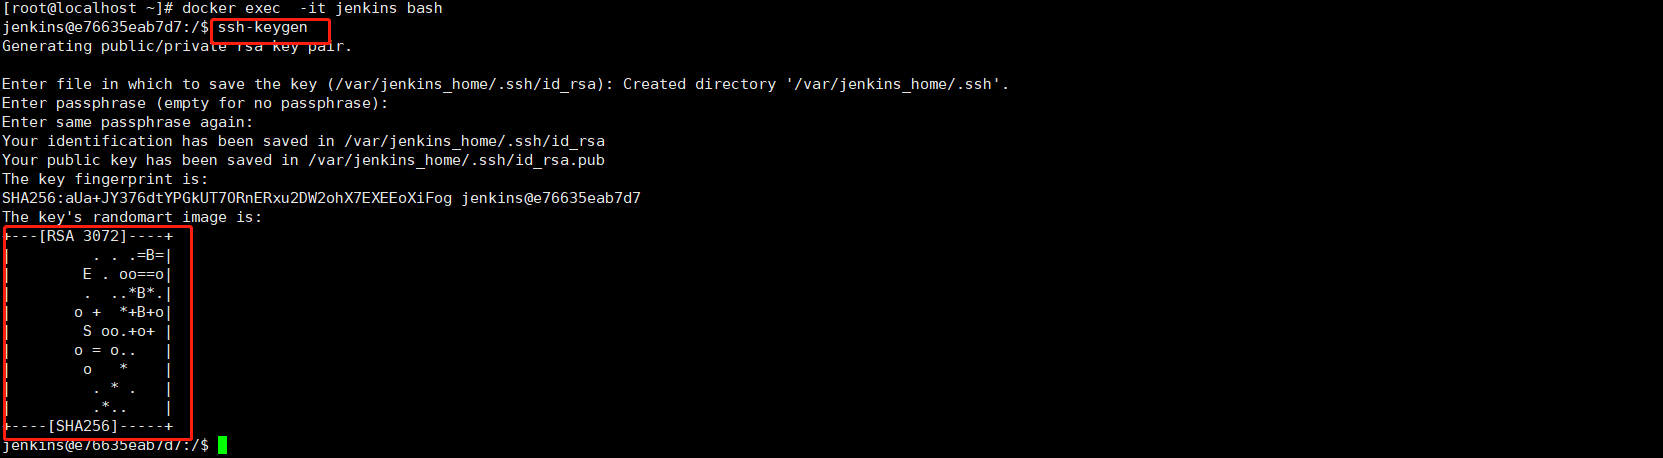 [root@localhost ~]# docker exec  -it jenkins bash
jenkins@e76635eab7d7:/$ ssh-keygen
Generating public/private rsa key pair.
Enter file in which to save the key (/var/jenkins_home/.ssh/id_rsa): Created directory '/var/jenkins_home/.ssh'.
Enter passphrase (empty for no passphrase):
Enter same passphrase again:
Your identification has been saved in /var/jenkins_home/.ssh/id_rsa
Your public key has been saved in /var/jenkins_home/.ssh/id_rsa.pub
The key fingerprint is:
SHA256:aUa+JY376dtYPGkUT7ORnERxu2DW2ohX7EXEEoXiFog jenkins@e76635eab7d7
The key's randomart image is:
+---[RSA 3072]----+
|         . . .=B=|
|        E . oo==o|
|        .  ..*B*.|
|       o +  *+B+o|
|        S oo.+o+ |
|       o = o..   |
|        o   *    |
|         . * .   |
|         .*..    |
+----[SHA256]-----+
jenkins@e76635eab7d7:/$